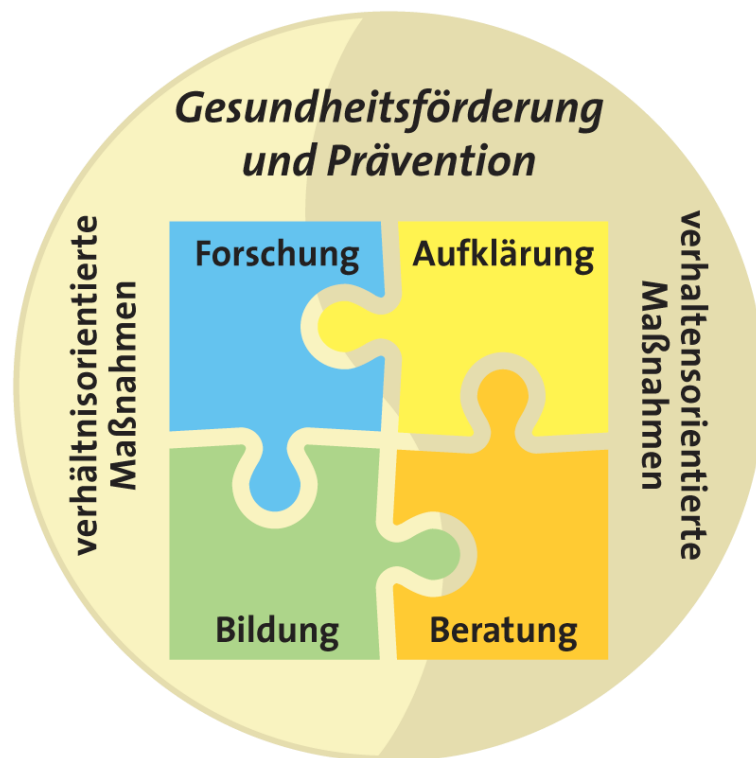 Gesundheitsförderung
und Prävention
verhältnisorientierte
Maßnahmen
Forschung
Aufklärung
Bildung
Beratung
verhaltensorientierte
Maßnahmen